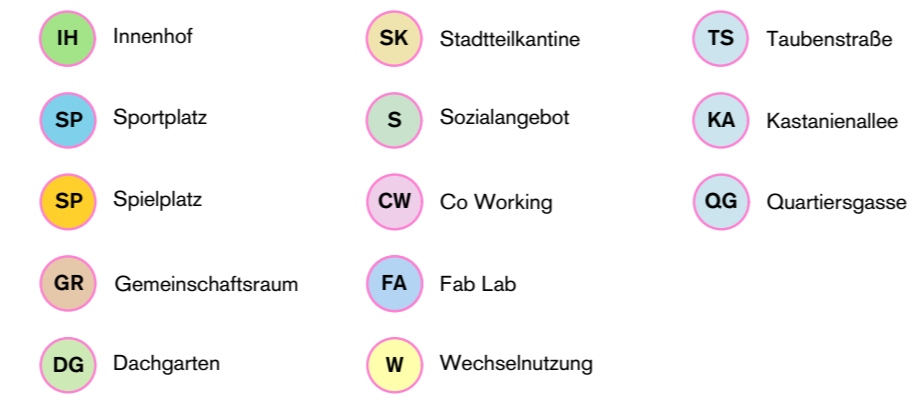 IH Innenhof
SP Sportplatz
SP Spielplatz
GR Gemeinschaftsraum
DG Dachgarten
SK Stadtteilkantine
S Sozialangebot
CW Co Working
FA Fab Lab
W Wechselnutzung
TS Taubenstraße
KA Kastanienallee
QG Quartiersgasse